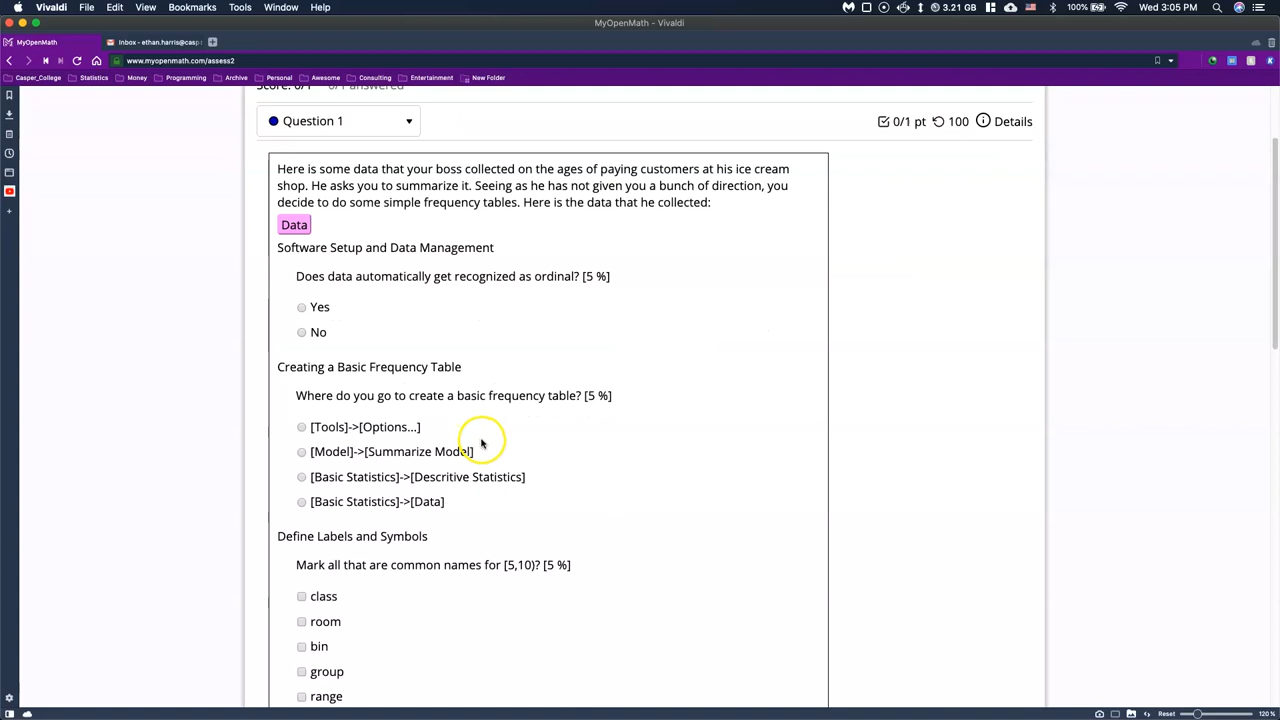 Vivaldi File Edit View Bookmarks Tools Window Help 3.21 GB 100% Wed 3:05 PM
MyOpenMath - Vivaldi
MyOpenMath Inbox - ethan.harris@casp
www.myopenmath.com/assess2
Casper_College Statistics Money Programming Archive Personal Awesome Consulting Entertainment New Folder
Score: 0/1 0/1 answered
Question 1 0/1 pt 100 Details
Here is some data that your boss collected on the ages of paying customers at his ice cream
shop. He asks you to summarize it. Seeing as he has not given you a bunch of direction, you
decide to do some simple frequency tables. Here is the data that he collected:
Data
Software Setup and Data Management
Does data automatically get recognized as ordinal? [5 %]
Yes
No
Creating a Basic Frequency Table
Where do you go to create a basic frequency table? [5 %]
[Tools]->[Options...]
[Model]->[Summarize Model]
[Basic Statistics]->[Descritive Statistics]
[Basic Statistics]->[Data]
Define Labels and Symbols
Mark all that are common names for [5,10)? [5 %]
class
room
bin
group
range
Reset 120 %